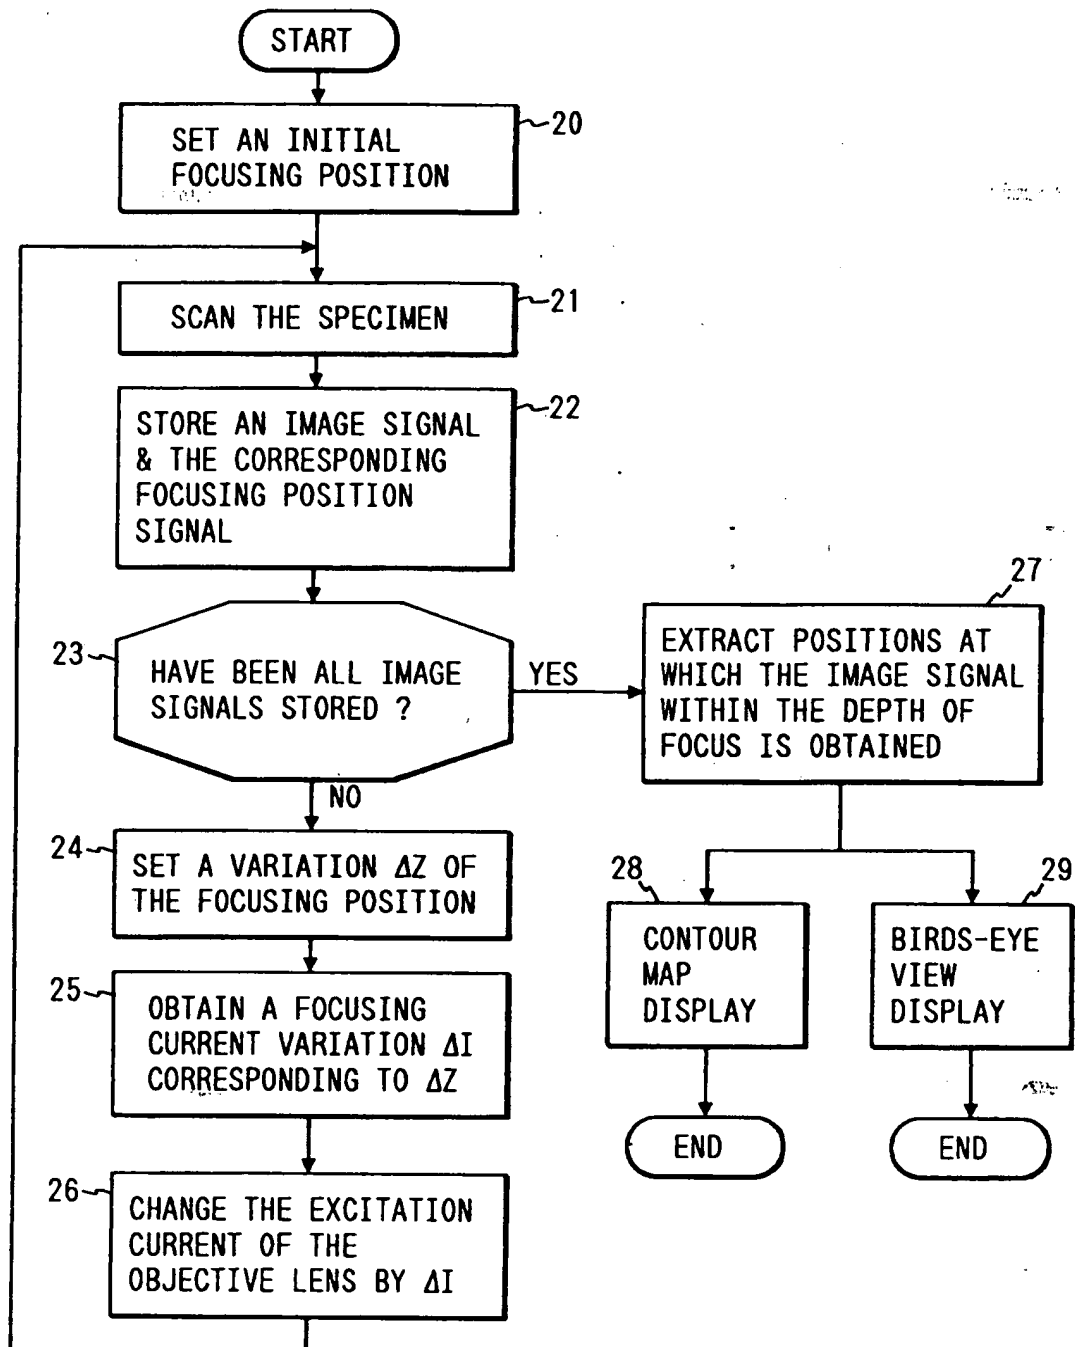 START
20
SET AN INITIAL
FOCUSING POSITION
21
SCAN THE SPECIMEN
22
STORE AN IMAGE SIGNAL
& THE CORRESPONDING
FOCUSING POSITION
SIGNAL
23
HAVE BEEN ALL IMAGE
SIGNALS STORED ?
YES
NO
27
EXTRACT POSITIONS AT
WHICH THE IMAGE SIGNAL
WITHIN THE DEPTH OF
FOCUS IS OBTAINED
24
SET A VARIATION ΔZ OF
THE FOCUSING POSITION
25
OBTAIN A FOCUSING
CURRENT VARIATION ΔI
CORRESPONDING TO ΔZ
26
CHANGE THE EXCITATION
CURRENT OF THE
OBJECTIVE LENS BY ΔI
28
CONTOUR
MAP
DISPLAY
END
29
BIRDS-EYE
VIEW
DISPLAY
END